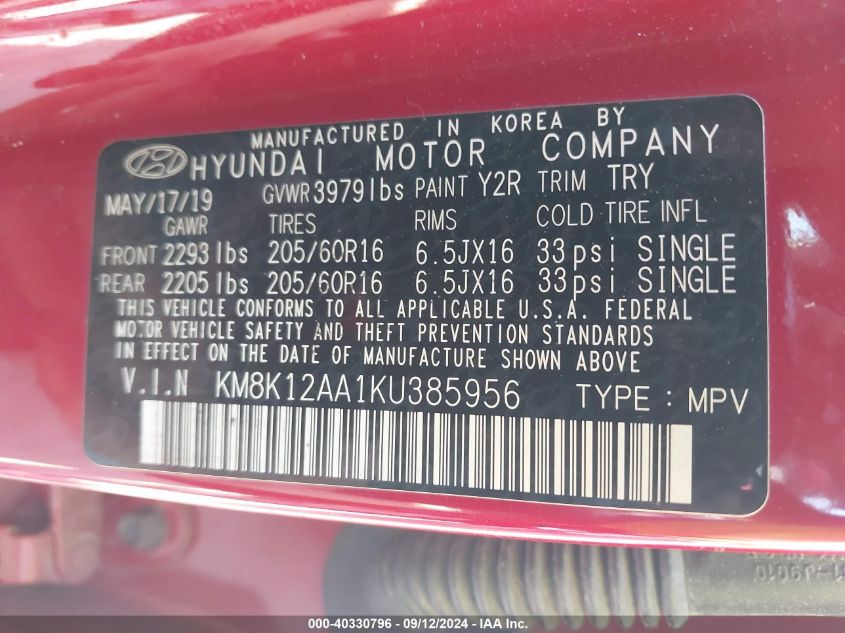 MANUFACTURED IN KOREA BY
HYUNDAI MOTOR COMPANY
MAY/17/19 GVWR 3979lbs PAINT Y2R TRIM TRY
GAWR TIRES RIMS COLD TIRE INFL
FRONT 2293 lbs 205/60R16 6.5JX16 33psi SINGLE
REAR 2205 lbs 205/60R16 6.5JX16 33psi SINGLE
THIS VEHICLE CONFORMS TO ALL APPLICABLE U.S.A. FEDERAL
MOTOR VEHICLE SAFETY AND THEFT PREVENTION STANDARDS
IN EFFECT ON THE DATE OF MANUFACTURE SHOWN ABOVE.
V.I.N KM8K12AA1KU385956 TYPE : MPV
000-40330796 - 09/12/2024 - IAA Inc.